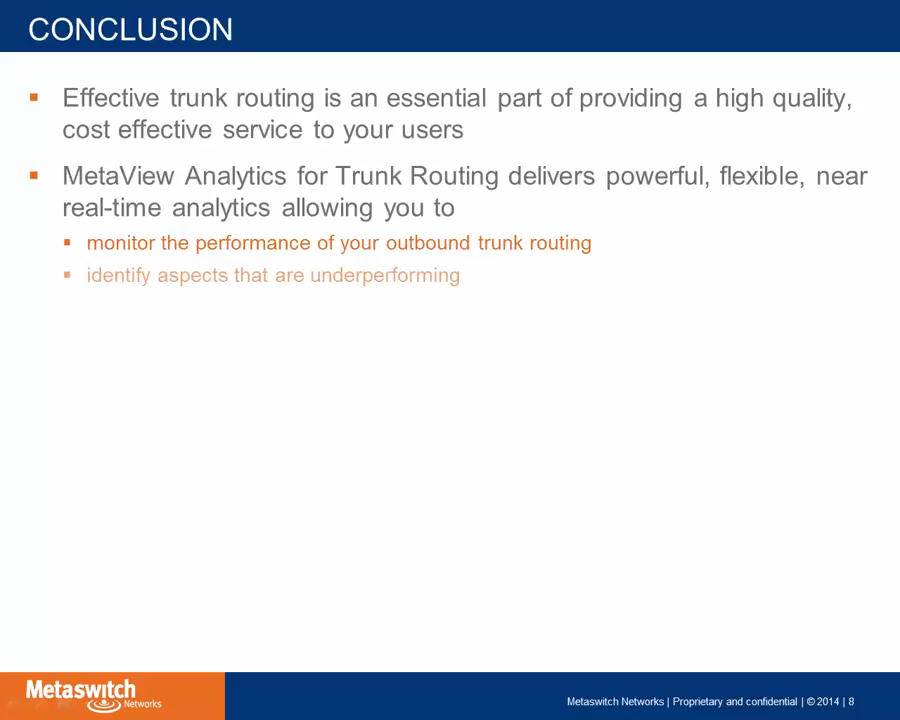 CONCLUSION
Effective trunk routing is an essential part of providing a high quality,
cost effective service to your users
MetaView Analytics for Trunk Routing delivers powerful, flexible, near
real-time analytics allowing you to
monitor the performance of your outbound trunk routing
identify aspects that are underperforming
Metaswitch
Networks
Metaswitch Networks | Proprietary and confidential | © 2014 | 8